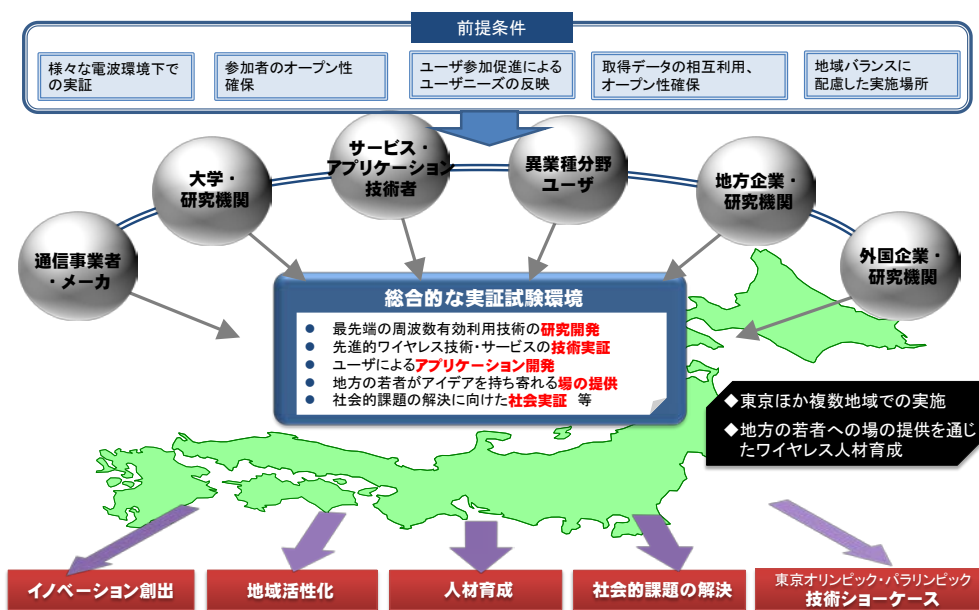 前提条件
様々な電波環境下で
の実証
参加者のオープン性
確保
ユーザ参加促進による
ユーザニーズの反映
取得データの相互利用、
オープン性確保
地域バランスに
配慮した実施場所
通信事業者
・メーカ
大学・
研究機関
サービス・
アプリケーション
技術者
異業種分野
ユーザ
地方企業・
研究機関
外国企業・
研究機関
総合的な実証試験環境
● 最先端の周波数有効利用技術の研究開発
● 先進的ワイヤレス技術・サービスの技術実証
● ユーザによるアプリケーション開発
● 地方の若者がアイデアを持ち寄れる場の提供
● 社会的課題の解決に向けた社会実証 等
◆東京ほか複数地域での実施
◆地方の若者への場の提供を通じ
たワイヤレス人材育成
イノベーション創出
地域活性化
人材育成
社会的課題の解決
東京オリンピック・パラリンピック
技術ショーケース